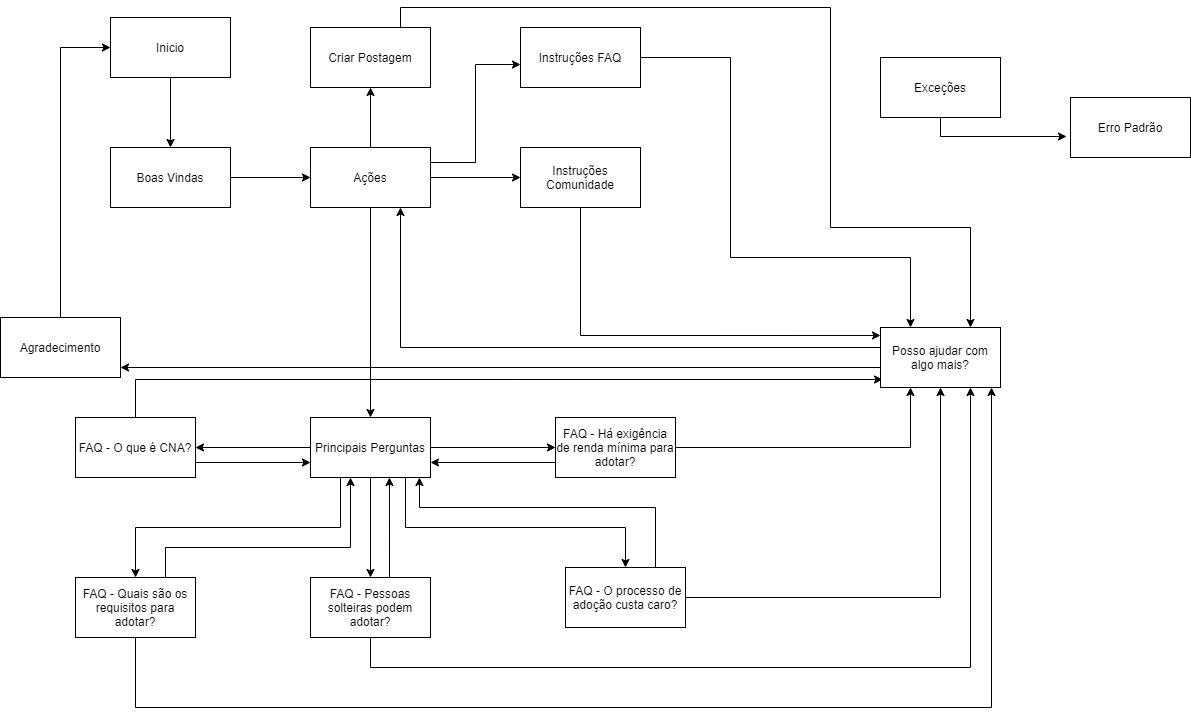 Inicio
Criar Postagem
Instruções FAQ
Exceções
Erro Padrão
Boas Vindas
Ações
Instruções
Comunidade
Agradecimento
Posso ajudar com
algo mais?
FAQ - O que é CNA?
Principais Perguntas
FAQ - Há exigência
de renda mínima para
adotar?
FAQ - Quais são os
requisitos para
adotar?
FAQ - Pessoas
solteiras podem
adotar?
FAQ - O processo de
adoção custa caro?